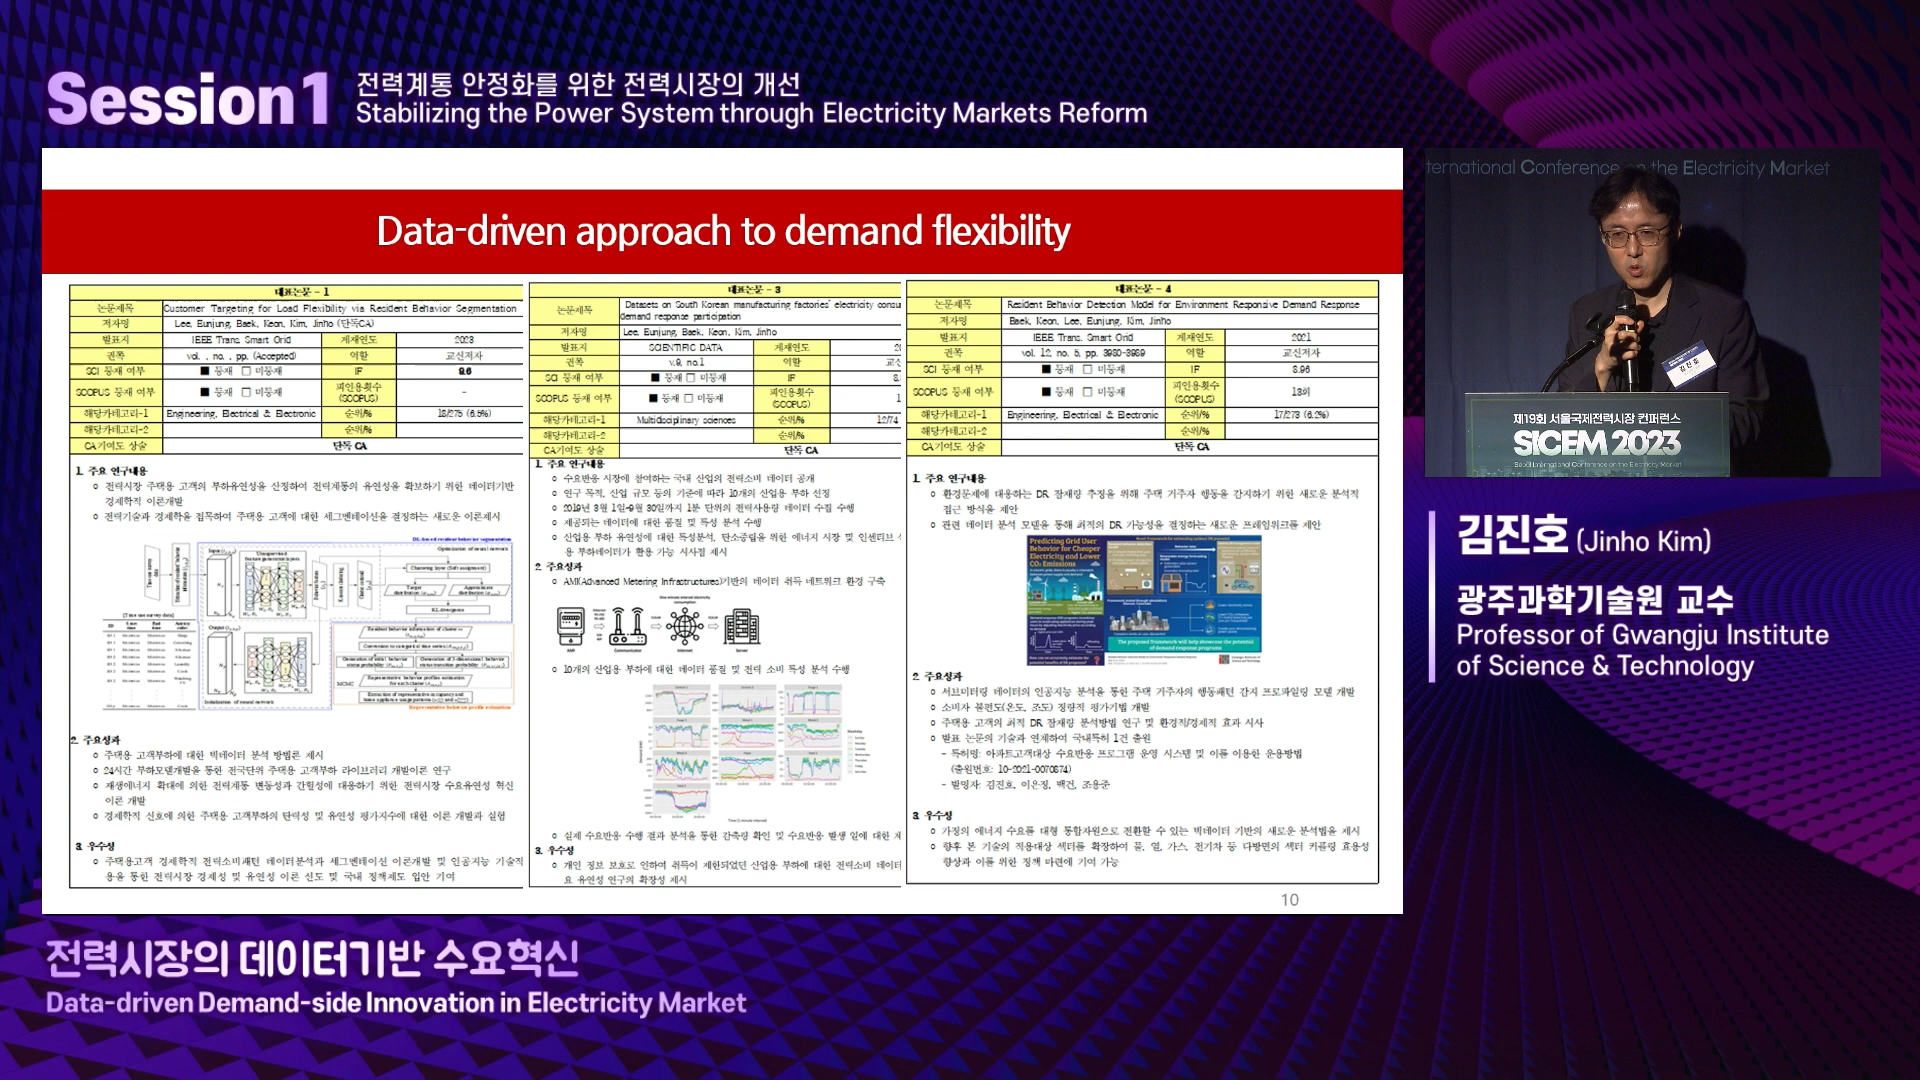 Session1
전력계통 안정화를 위한 전력시장의 개선
Stabilizing the Power System through Electricity Markets Reform
Data-driven approach to demand flexibility
대표논문 - 1
논문제목 Customer Targeting for Load Flexibility via Resident Behavior Segmentation
저자명 Lee, Eunjung, Baek, Keon, Kim, Jinho (단독CA)
발표지 IEEE Trans. Smart Grid 게재연도 2023
권쪽 vol. , no. , pp. (Accepted) 역할 교신저자
SCI 등재 여부 ■ 등재 □ 미등재 IF 9.6
SCOPUS 등재 여부 ■ 등재 □ 미등재 피인용횟수 (SCOPUS) -
해당카테고리-1 Engineering, Electrical & Electronic 순위/% 18/275 (6.5%)
해당카테고리-2 순위/%
CA기여도 상술 단독 CA
1. 주요 연구내용
o 전력시장 주택용 고객의 부하유연성을 산정하여 전력계통의 유연성을 확보하기 위한 데이터기반
경제학적 이론개발
o 전력기술과 경제학을 접목하여 주택용 고객에 대한 세그멘테이션을 결정하는 새로운 이론제시
2. 주요성과
o 주택용 고객부하에 대한 빅데이터 분석 방법론 제시
o 24시간 부하모델개발을 통한 전국단위 주택용 고객부하 라이브러리 개발이론 연구
o 재생에너지 확대에 의한 전력계통 변동성과 간헐성에 대응하기 위한 전력시장 수요유연성 혁신
이론 개발
o 경제학적 신호에 의한 주택용 고객부하의 탄력성 및 유연성 평가지수에 대한 이론 개발과 실험
3. 우수성
o 주택용고객 경제학적 전력소비패턴 데이터분석과 세그멘테이션 이론개발 및 인공지능 기술적
용을 통한 전력시장 경제성 및 유연성 이론 선도 및 국내 정책제도 입안 기여
대표논문 - 3
논문제목 Datasets on South Korean manufacturing factories' electricity consu
demand response participation
저자명 Lee, Eunjung, Baek, Keon, Kim, Jinho
발표지 SCIENTIFIC DATA 게재연도
권쪽 v.9, no.1 역할
SCI 등재 여부 ■ 등재 □ 미등재 IF
SCOPUS 등재 여부 ■ 등재 □ 미등재 피인용횟수 (SCOPUS)
해당카테고리-1 Multidisciplinary sciences 순위/% 12/74
해당카테고리-2 순위/%
CA기여도 상술 단독 CA
1. 주요 연구내용
o 수요반응 시장에 참여하는 국내 산업의 전력소비 데이터 공개
o 연구 목적, 산업 규모 등의 기준에 따라 10개의 산업용 부하 선정
o 2019년 3월 1일~9월 30일까지 1분 단위의 전력사용량 데이터 수집 수행
o 제공되는 데이터에 대한 품질 및 특성 분석 수행
o 산업용 부하 유연성에 대한 특성분석, 탄소중립을 위한 에너지 시장 및 인센티브
용 부하데이터가 활용 가능 시사점 제시
2. 주요성과
o AMI(Advanced Metering Infrastructures)기반의 데이터 취득 네트워크 환경 구축
AMI Communicator Internet Server
o 10개의 산업용 부하에 대한 데이터 품질 및 전력 소비 특성 분석 수행
o 실제 수요반응 수행 결과 분석을 통한 감축량 확인 및 수요반응 발생 일에 대한
3. 우수성
o 개인 정보 보호로 인하여 취득이 제한되었던 산업용 부하에 대한 전력소비 데이터
요 유연성 연구의 확장성 제시
대표논문 - 4
논문제목 Resident Behavior Detection Model for Environment Responsive Demand Response
저자명 Baek, Keon, Lee, Eunjung, Kim, Jinho
발표지 IEEE Trans. Smart Grid 게재연도 2021
권쪽 vol. 12, no. 5, pp. 3980-3989 역할 교신저자
SCI 등재 여부 ■ 등재 □ 미등재 IF 8.96
SCOPUS 등재 여부 ■ 등재 □ 미등재 피인용횟수 (SCOPUS) 13회
해당카테고리-1 Engineering, Electrical & Electronic 순위/% 17/273 (6.2%)
해당카테고리-2 순위/%
CA기여도 상술 단독 CA
1. 주요 연구내용
o 환경문제에 대응하는 DR 잠재량 추정을 위해 주택 거주자 행동을 감지하기 위한 새로운 분석적
접근 방식을 제안
o 관련 데이터 분석 모델을 통해 최적의 DR 가능성을 결정하는 새로운 프레임워크를 제안
Predicting Grid User
Behavior for Cheaper
Electricity and Lower
CO₂ Emissions
The proposed framework will help showcase the potential
of demand response programs
2. 주요성과
o 서브미터링 데이터의 인공지능 분석을 통한 주택 거주자의 행동패턴 감지 프로파일링 모델 개발
o 소비자 불편도(온도, 조도) 정량적 평가기법 개발
o 주택용 고객의 최적 DR 잠재량 분석방법 연구 및 환경적/경제적 효과 시사
o 발표 논문의 기술과 연계하여 국내특허 1건 출원
- 특허명: 아파트고객대상 수요반응 프로그램 운영 시스템 및 이를 이용한 운용방법
(출원번호: 10-2021-0070874)
- 발명자: 김진호, 이은정, 백건, 조용준
3. 우수성
o 가정의 에너지 수요를 대형 통합자원으로 전환할 수 있는 빅데이터 기반의 새로운 분석법을 제시
o 향후 본 기술의 적용대상 섹터를 확장하여 물, 열, 가스, 전기차 등 다방면의 섹터 커플링 효용성
향상과 이를 위한 정책 마련에 기여 가능
10
ternational Conference on the Electricity Market
김진호
제19회 서울국제전력시장 컨퍼런스
SICEM 2023
Seoul International Conference on the Electricity Market
김진호 (Jinho Kim)
광주과학기술원 교수
Professor of Gwangju Institute
of Science & Technology
전력시장의 데이터기반 수요혁신
Data-driven Demand-side Innovation in Electricity Market